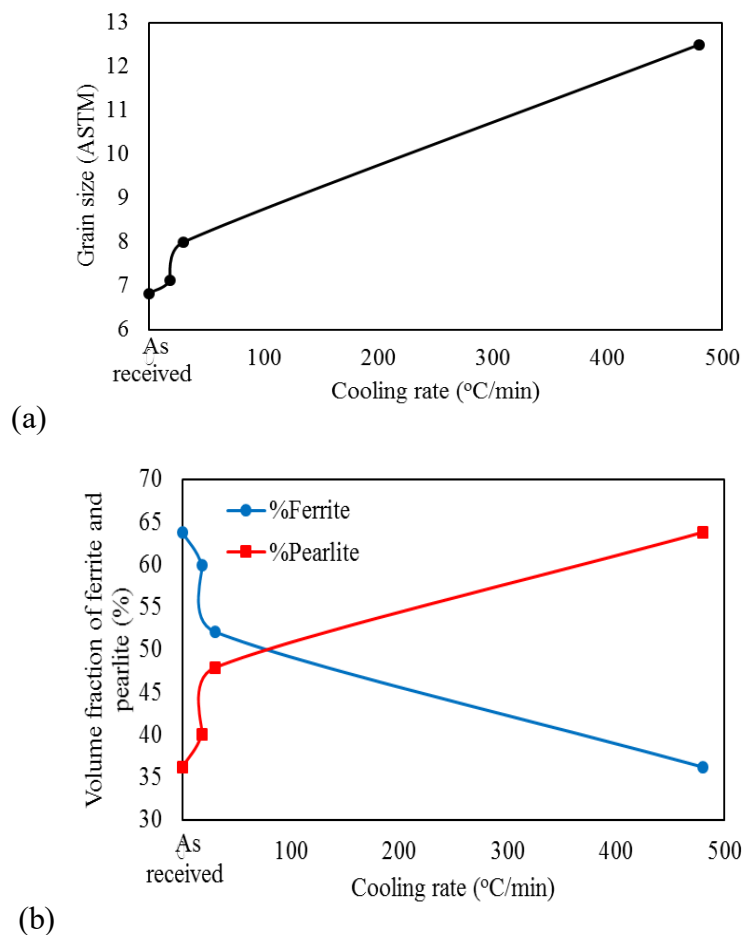 13
12
11
10
9
8
7
6
Grain size (ASTM)
As
received
100
200
300
400
500
Cooling rate (°C/min)
(a)
70
65
60
55
50
45
40
35
30
Volume fraction of ferrite and
pearlite (%)
%Ferrite
%Pearlite
As
received
100
200
300
400
500
Cooling rate (°C/min)
(b)